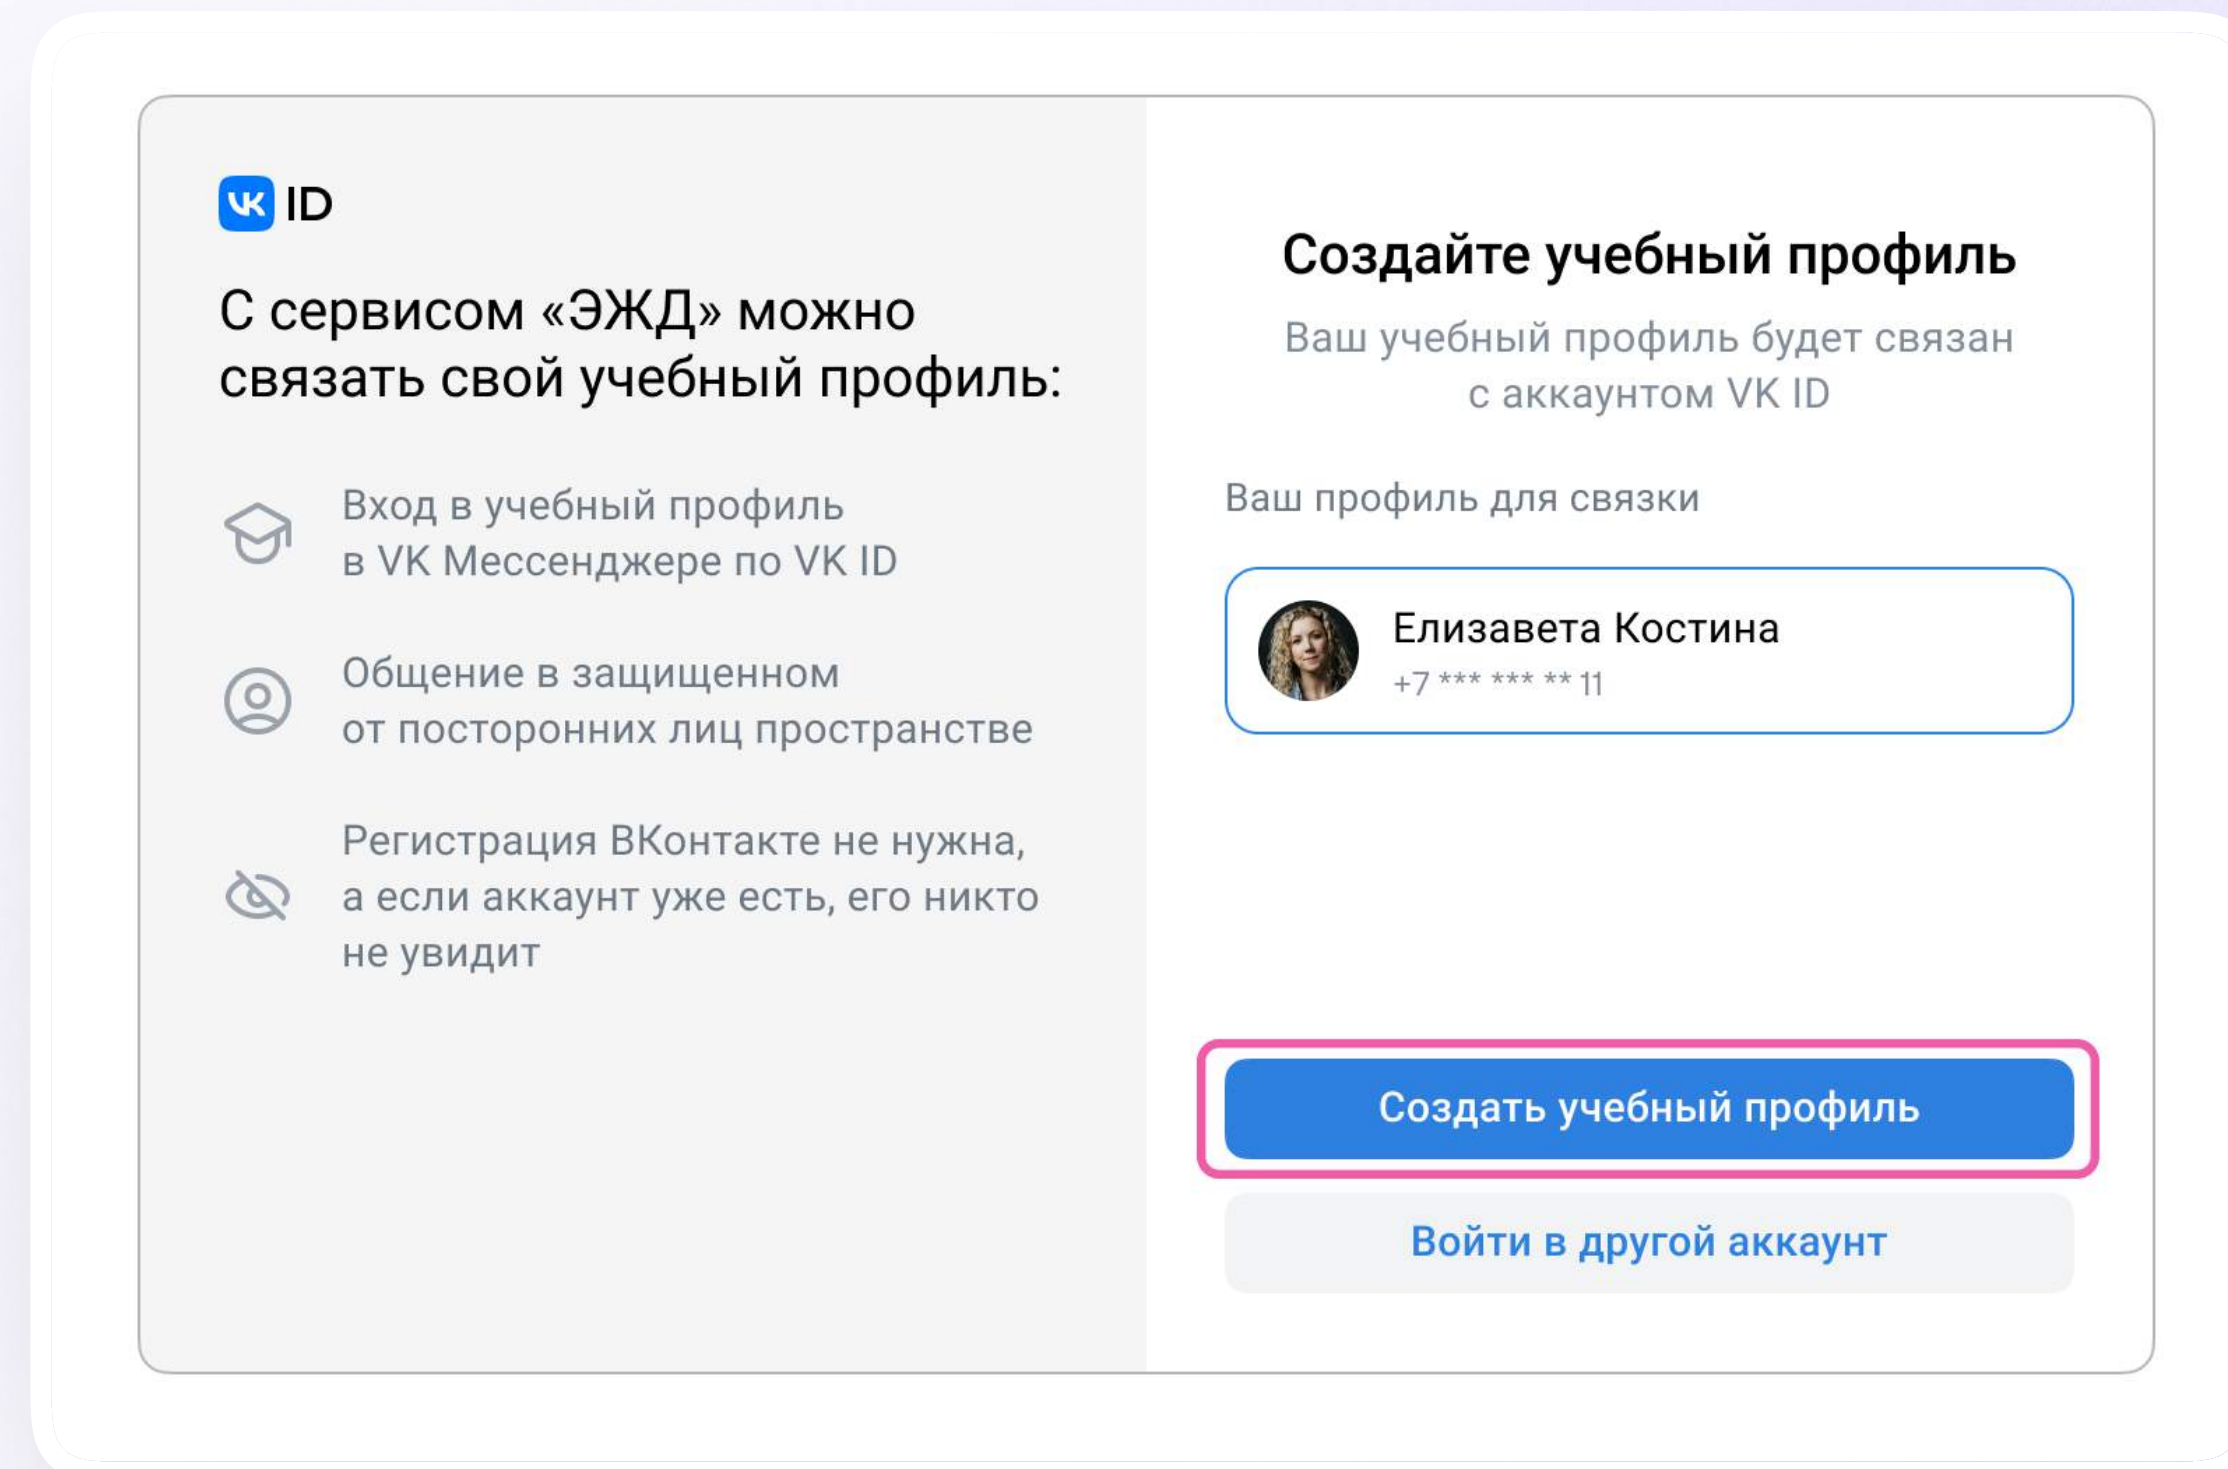 VK ID
С сервисом «ЭЖД» можно
связать свой учебный профиль:
Вход в учебный профиль
в VK Мессенджере по VK ID
Общение в защищенном
от посторонних лиц пространстве
Регистрация ВКонтакте не нужна,
а если аккаунт уже есть, его никто
не увидит
Создайте учебный профиль
Ваш учебный профиль будет связан
с аккаунтом VK ID
Ваш профиль для связки
Елизавета Костина
+7 *** *** ** 11
Создать учебный профиль
Войти в другой аккаунт